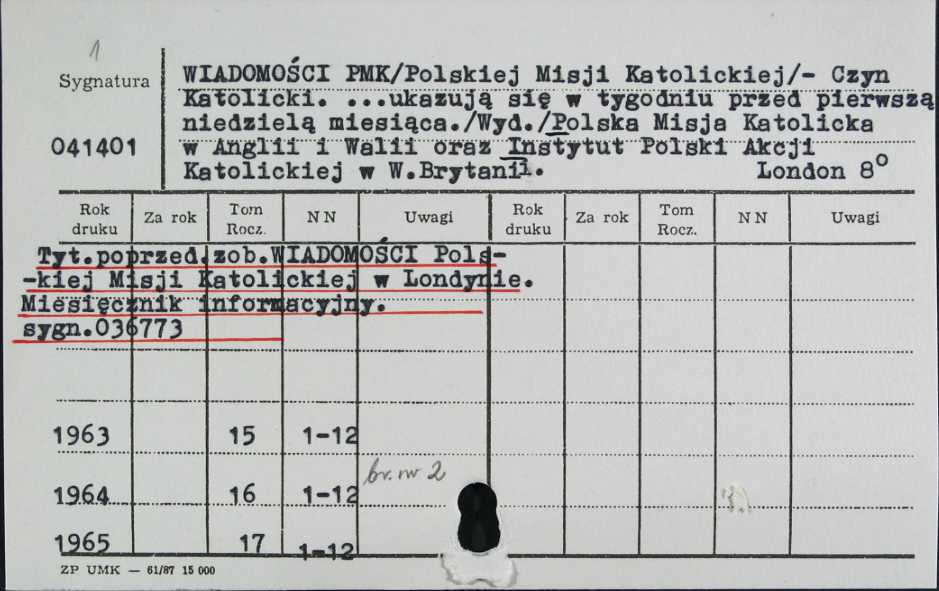 1
Sygnatura
041401
WIADOMOŚCI PMK/Polskiej Misji Katolickiej/- Czyn
Katolicki. ...ukazują się w tygodniu przed pierwszą
niedzielą miesiąca./Wyd./Polska Misja Katolicka
w Anglii i Walii oraz Instytut Polski Akcji
Katolickiej w W.Brytanii. London 8°
Rok druku Za rok Tom Rocz. NN Uwagi Rok druku Za rok Tom Rocz. NN Uwagi
Tyt.poprzed.zob.WIADOMOŚCI Pols-
-kiej Misji Katolickiej w Londynie.
Miesięcznik informacyjny.
sygn.036773
1963 15 1-12
1964 16 1-12 br. nr 2
1965 17 1-12
ZP UMK — 61/87 15 000